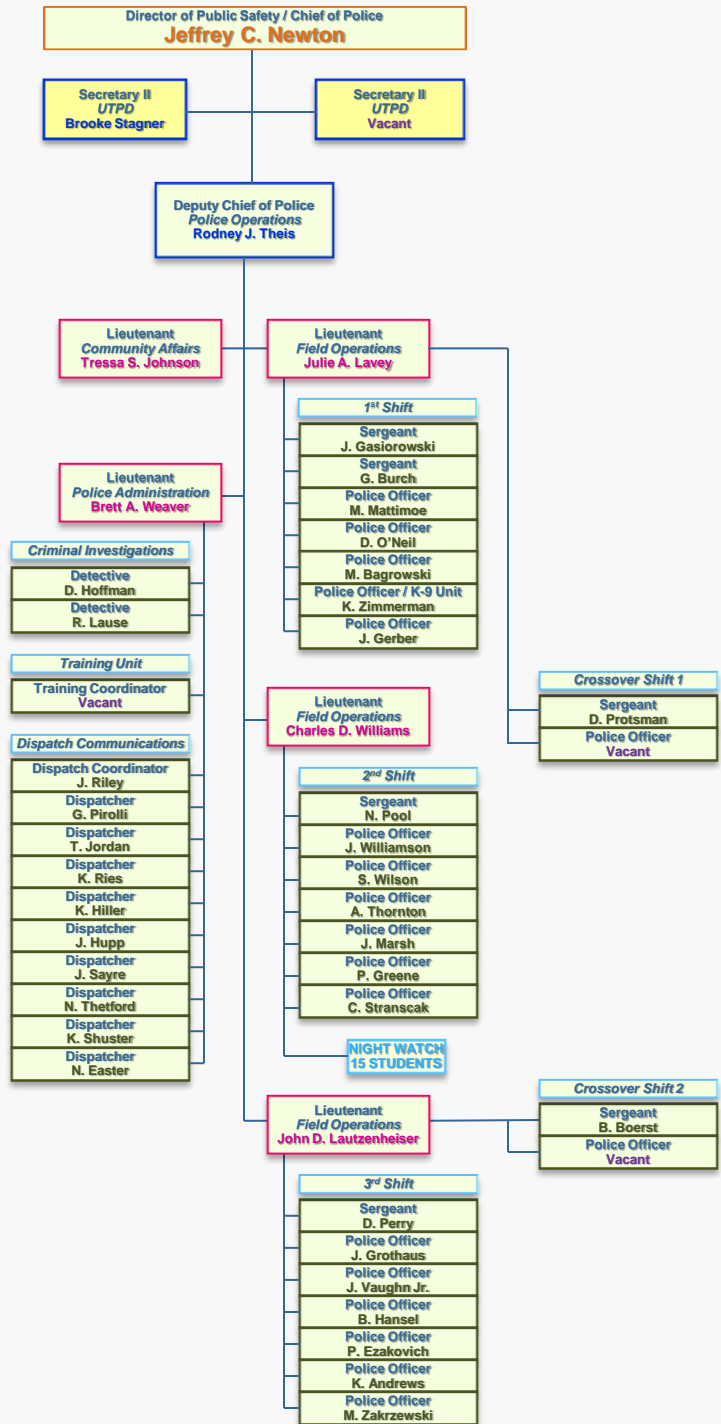 Director of Public Safety / Chief of Police
Jeffrey C. Newton
Secretary II
UTPD
Brooke Stagner
Secretary II
UTPD
Vacant
Deputy Chief of Police
Police Operations
Rodney J. Theis
Lieutenant
Community Affairs
Tressa S. Johnson
Lieutenant
Field Operations
Julie A. Lavey
1st Shift
Sergeant
J. Gasiorowski
Sergeant
G. Burch
Police Officer
M. Mattimoe
Police Officer
D. O'Neil
Police Officer
M. Bagrowski
Police Officer / K-9 Unit
K. Zimmerman
Police Officer
J. Gerber
Crossover Shift 1
Sergeant
D. Protsman
Police Officer
Vacant
Lieutenant
Police Administration
Brett A. Weaver
Criminal Investigations
Detective
D. Hoffman
Detective
R. Lause
Training Unit
Training Coordinator
Vacant
Dispatch Communications
Dispatch Coordinator
J. Riley
Dispatcher
G. Pirolli
Dispatcher
T. Jordan
Dispatcher
K. Ries
Dispatcher
K. Hiller
Dispatcher
J. Hupp
Dispatcher
J. Sayre
Dispatcher
N. Thetford
Dispatcher
K. Shuster
Dispatcher
N. Easter
Lieutenant
Field Operations
Charles D. Williams
2nd Shift
Sergeant
N. Pool
Police Officer
J. Williamson
Police Officer
S. Wilson
Police Officer
A. Thornton
Police Officer
J. Marsh
Police Officer
P. Greene
Police Officer
C. Stranscak
NIGHT WATCH
15 STUDENTS
Lieutenant
Field Operations
John D. Lautzenheiser
Crossover Shift 2
Sergeant
B. Boerst
Police Officer
Vacant
3rd Shift
Sergeant
D. Perry
Police Officer
J. Grothaus
Police Officer
J. Vaughn Jr.
Police Officer
B. Hansel
Police Officer
P. Ezakovich
Police Officer
K. Andrews
Police Officer
M. Zakrzewski